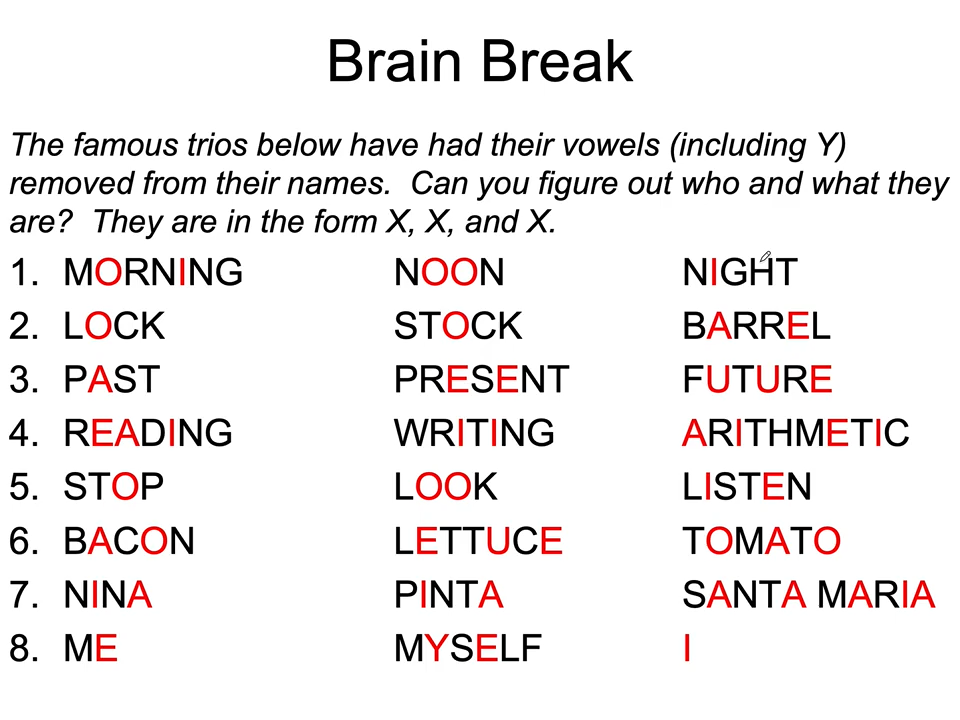 Brain Break
The famous trios below have had their vowels (including Y)
removed from their names.  Can you figure out who and what they
are?  They are in the form X, X, and X.
1. MORNING NOON NIGHT
2. LOCK STOCK BARREL
3. PAST PRESENT FUTURE
4. READING WRITING ARITHMETIC
5. STOP LOOK LISTEN
6. BACON LETTUCE TOMATO
7. NINA PINTA SANTA MARIA
8. ME MYSELF I